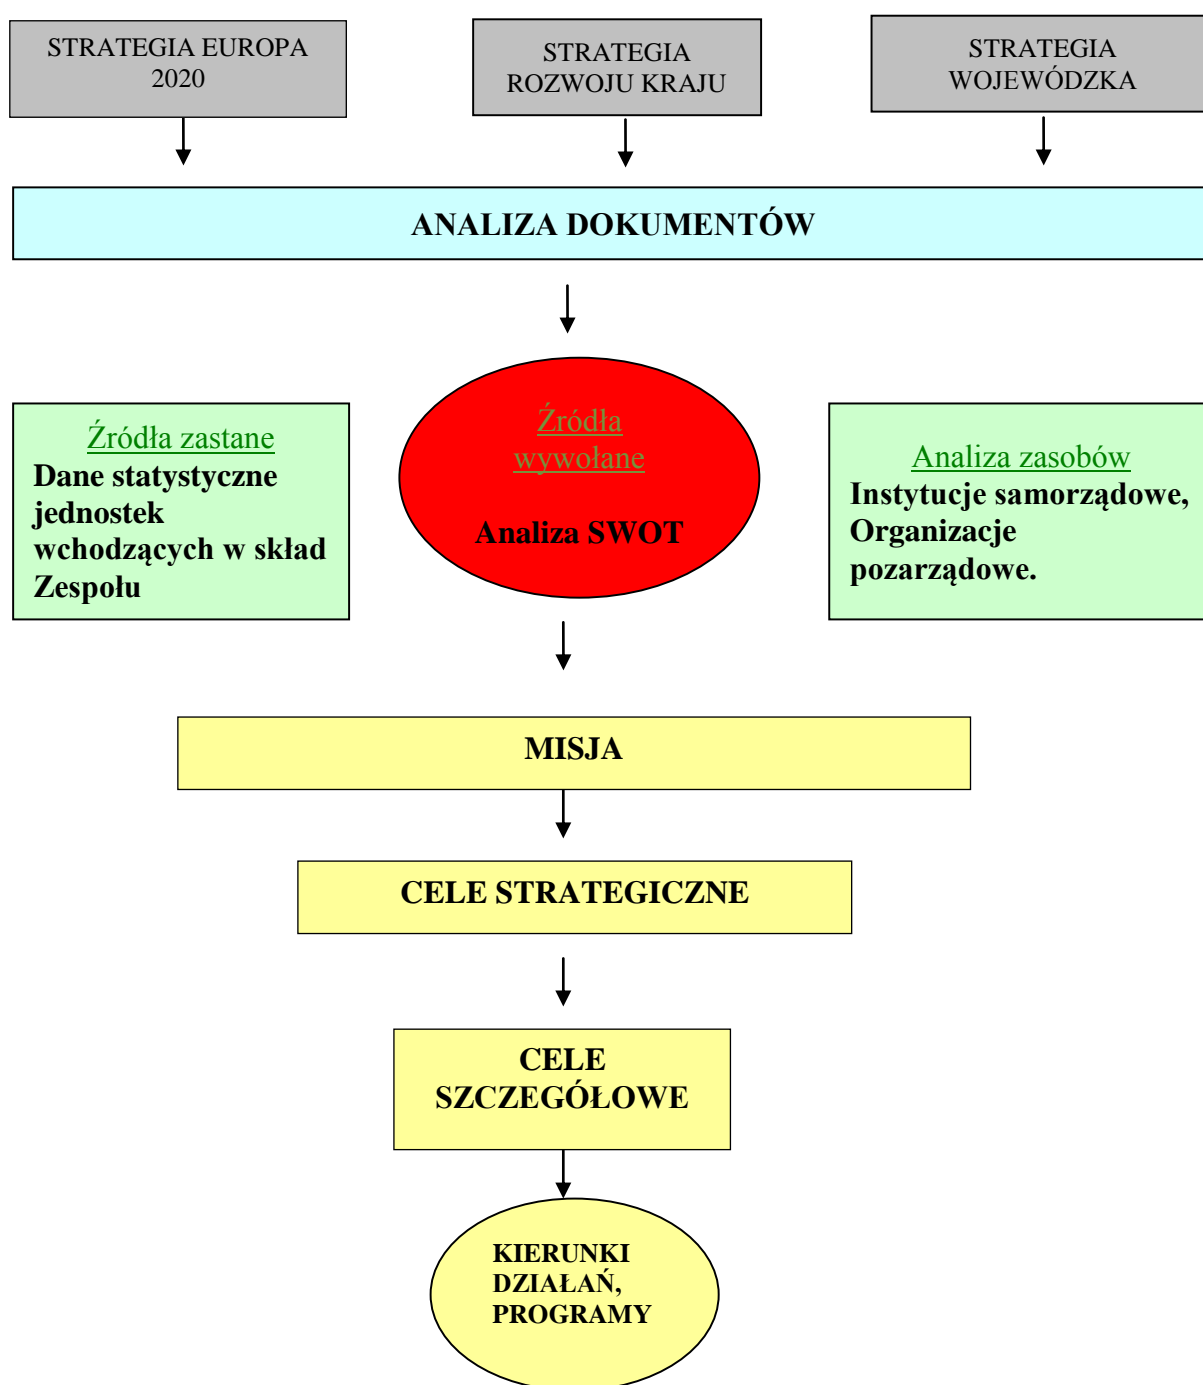 STRATEGIA EUROPA
2020
STRATEGIA
ROZWOJU KRAJU
STRATEGIA
WOJEWÓDZKA
ANALIZA DOKUMENTÓW
Źródła zastane
Dane statystyczne
jednostek
wchodzących w skład
Zespołu
Źródła
wywołane
Analiza SWOT
Analiza zasobów
Instytucje samorządowe,
Organizacje
pozarządowe.
MISJA
CELE STRATEGICZNE
CELE
SZCZEGÓŁOWE
KIERUNKI
DZIAŁAŃ,
PROGRAMY